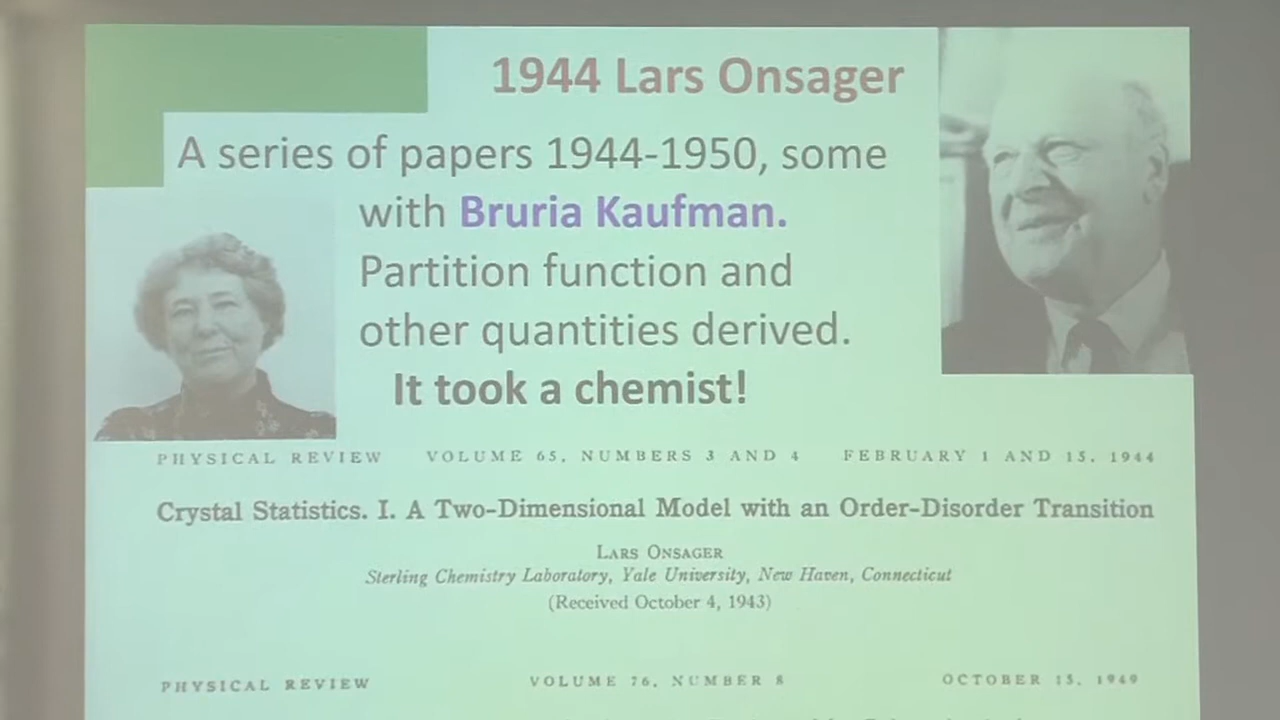 1944 Lars Onsager
A series of papers 1944-1950, some
with Bruria Kaufman.
Partition function and
other quantities derived.
It took a chemist!
PHYSICAL REVIEW VOLUME 65, NUMBERS 3 AND 4 FEBRUARY 1 AND 15, 1944
Crystal Statistics. I. A Two-Dimensional Model with an Order-Disorder Transition
LARS ONSAGER
Sterling Chemistry Laboratory, Yale University, New Haven, Connecticut
(Received October 4, 1943)
PHYSICAL REVIEW VOLUME 76, NUMBER 8 OCTOBER 15, 1949